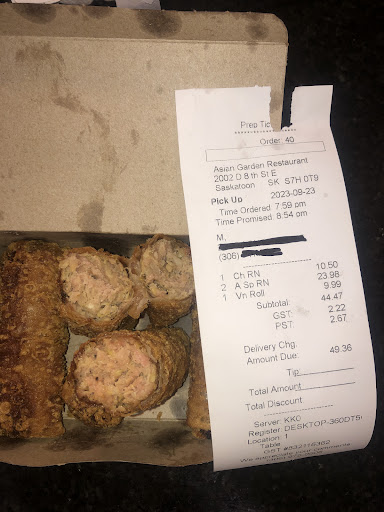 Prep Tic
Order: 40
Asian Garden Restaurant
2002 D 8 th St E
Saskatoon SK S7H 0T9
Pick Up 2023-09-23
Time Ordered: 7:59 pm
Time Promised: 8:54 pm
M,
(306)
1 Ch RN 10.50
2 A Sp RN 23.98
1 Vn Roll 9.99
Subtotal: 44.47
GST: 2.22
PST: 2.67
Delivery Chg.
Amount Due: 49.36
Tip:
Total Amount
Total Discount
Server: KK0
Register: DESKTOP-360DT5
Location: 1
Table:
GST